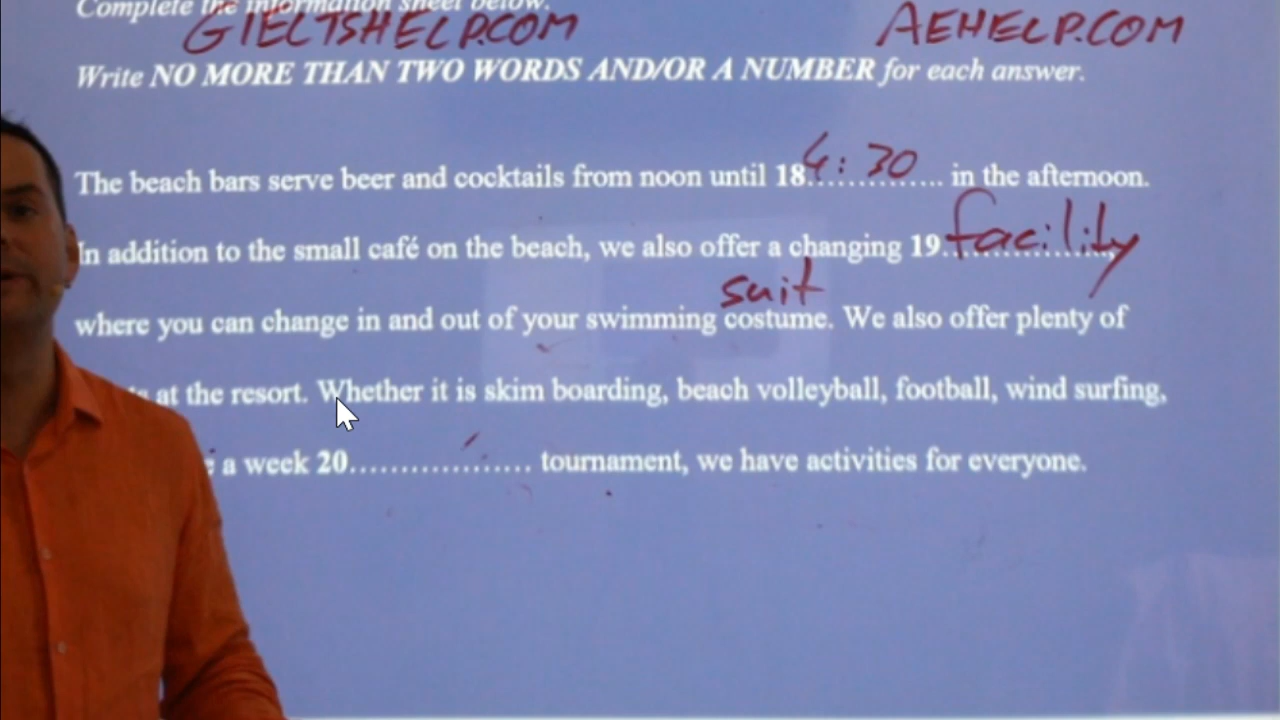 Complete the information sheet below.
GIELTSHELP.COM AEHELP.COM
Write NO MORE THAN TWO WORDS AND/OR A NUMBER for each answer.
The beach bars serve beer and cocktails from noon until 18.4:30.............. in the afternoon.
In addition to the small café on the beach, we also offer a changing 19.facility.................,
suit
where you can change in and out of your swimming costume. We also offer plenty of
at the resort. Whether it is skim boarding, beach volleyball, football, wind surfing,
a week 20.................. tournament, we have activities for everyone.